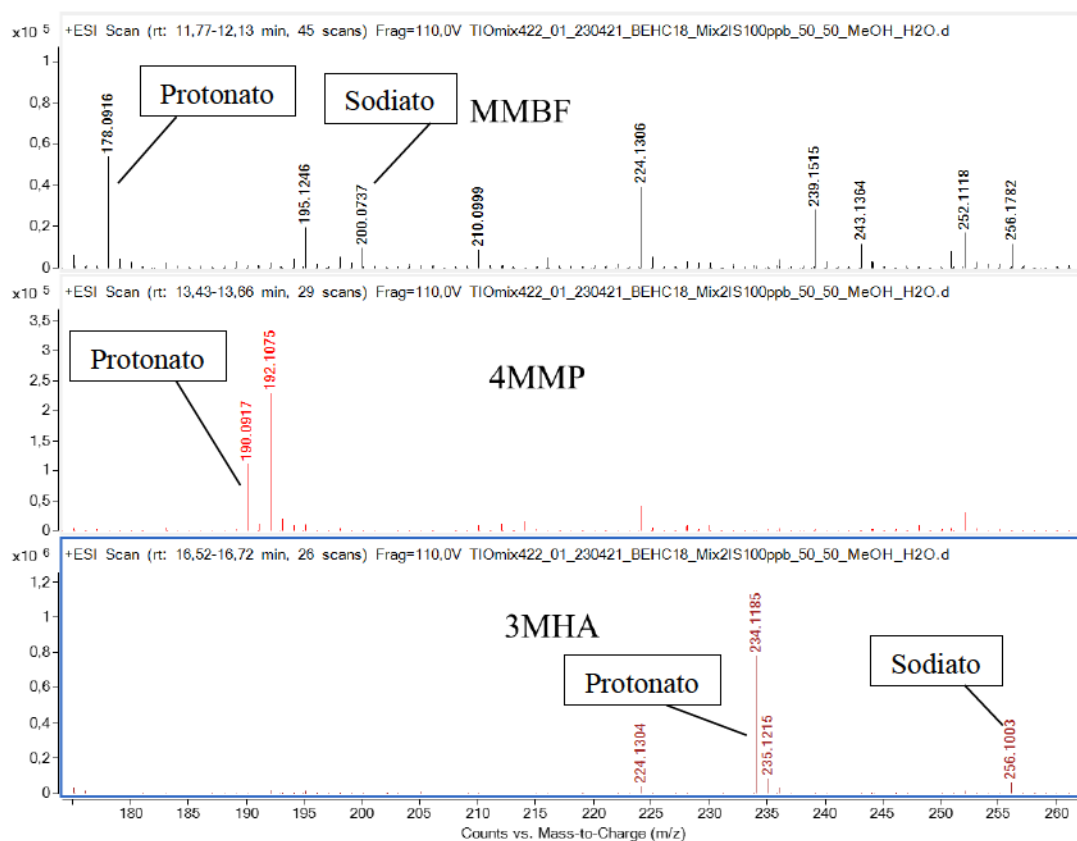 x10 5 +ESI Scan (rt: 11,77-12,13 min, 45 scans) Frag=110,0V TIOmix422_01_230421_BEHC18_Mix2IS100ppb_50_50_MeOH_H2O.d
1
0,8
0,6
0,4
0,2
0
Protonato
Sodiato
MMBF
178.0916
195.1246
200.0737
210.0999
224.1306
239.1515
243.1364
252.1118
256.1782
x10 5 +ESI Scan (rt: 13,43-13,66 min, 29 scans) Frag=110,0V TIOmix422_01_230421_BEHC18_Mix2IS100ppb_50_50_MeOH_H2O.d
3,5
3
2,5
2
1,5
1
0,5
0
Protonato
4MMP
190.0917
192.1075
x10 6 +ESI Scan (rt: 16,52-16,72 min, 26 scans) Frag=110,0V TIOmix422_01_230421_BEHC18_Mix2IS100ppb_50_50_MeOH_H2O.d
1,2
1
0,8
0,6
0,4
0,2
0
3MHA
Protonato
Sodiato
224.1304
234.1185
235.1215
256.1003
180 185 190 195 200 205 210 215 220 225 230 235 240 245 250 255 260
Counts vs. Mass-to-Charge (m/z)